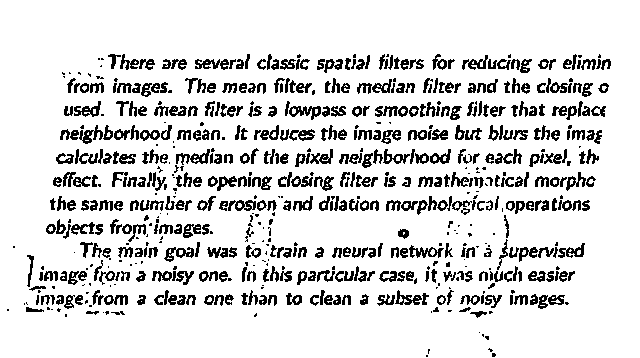 There are several classic spatial filters for reducing or elimin
from images. The mean filter, the median filter and the closing o
used. The mean filter is a lowpass or smoothing filter that replace
neighborhood mean. It reduces the image noise but blurs the imag
calculates the median of the pixel neighborhood for each pixel, th
effect. Finally, the opening closing filter is a mathematical morpho
the same number of erosion and dilation morphological operations
objects from images.
The main goal was to train a neural network in a supervised
image from a noisy one. In this particular case, it was much easier
image from a clean one than to clean a subset of noisy images.